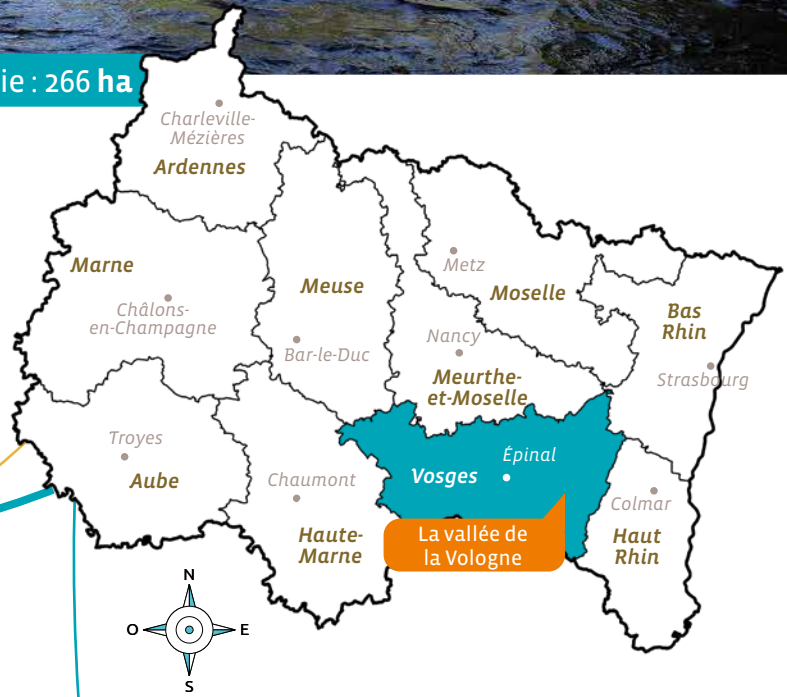 ie : 266 ha
Charleville-
Mézières
Ardennes
Marne
Châlons-
en-Champagne
Meuse
Bar-le-Duc
Metz
Moselle
Nancy
Meurthe-
et-Moselle
Bas
Rhin
Strasbourg
Troyes
Aube
Chaumont
Haute-
Marne
Vosges
Épinal
La vallée de
la Vologne
Colmar
Haut
Rhin
N
O
E
S